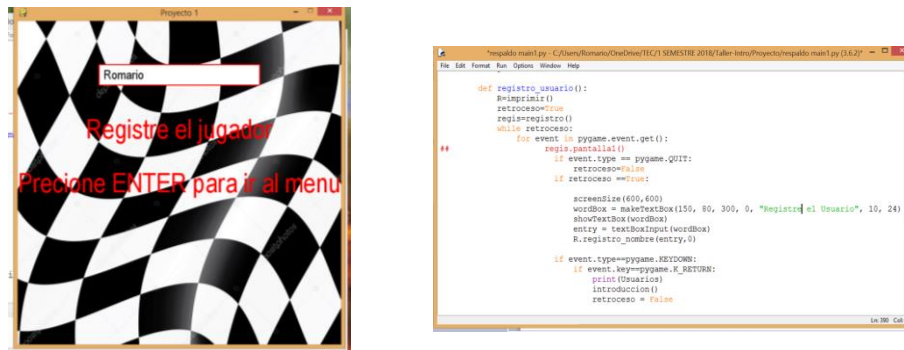 Proyecto 1
Romario
Registre el jugador
Precione ENTER para ir al menu
*respaldo main1.py - C:/Users/Romario/OneDrive/TEC/1 SEMESTRE 2018/Taller-Intro/Proyecto/respaldo main1.py (3.6.2)*
File Edit Format Run Options Window Help
def registro_usuario():
R=imprimir()
retroceso=True
regis=registro()
while retroceso:
for event in pygame.event.get():
## regis.pantalla1()
if event.type == pygame.QUIT:
retroceso=False
if retroceso ==True:
screenSize(600,600)
wordBox = makeTextBox(150, 80, 300, 0, "Registre el Usuario", 10, 24)
showTextBox(wordBox)
entry = textBoxInput(wordBox)
R.registro_nombre(entry,0)
if event.type==pygame.KEYDOWN:
if event.key==pygame.K_RETURN:
print(Usuarios)
introduccion()
retroceso = False
Ln: 390 Col